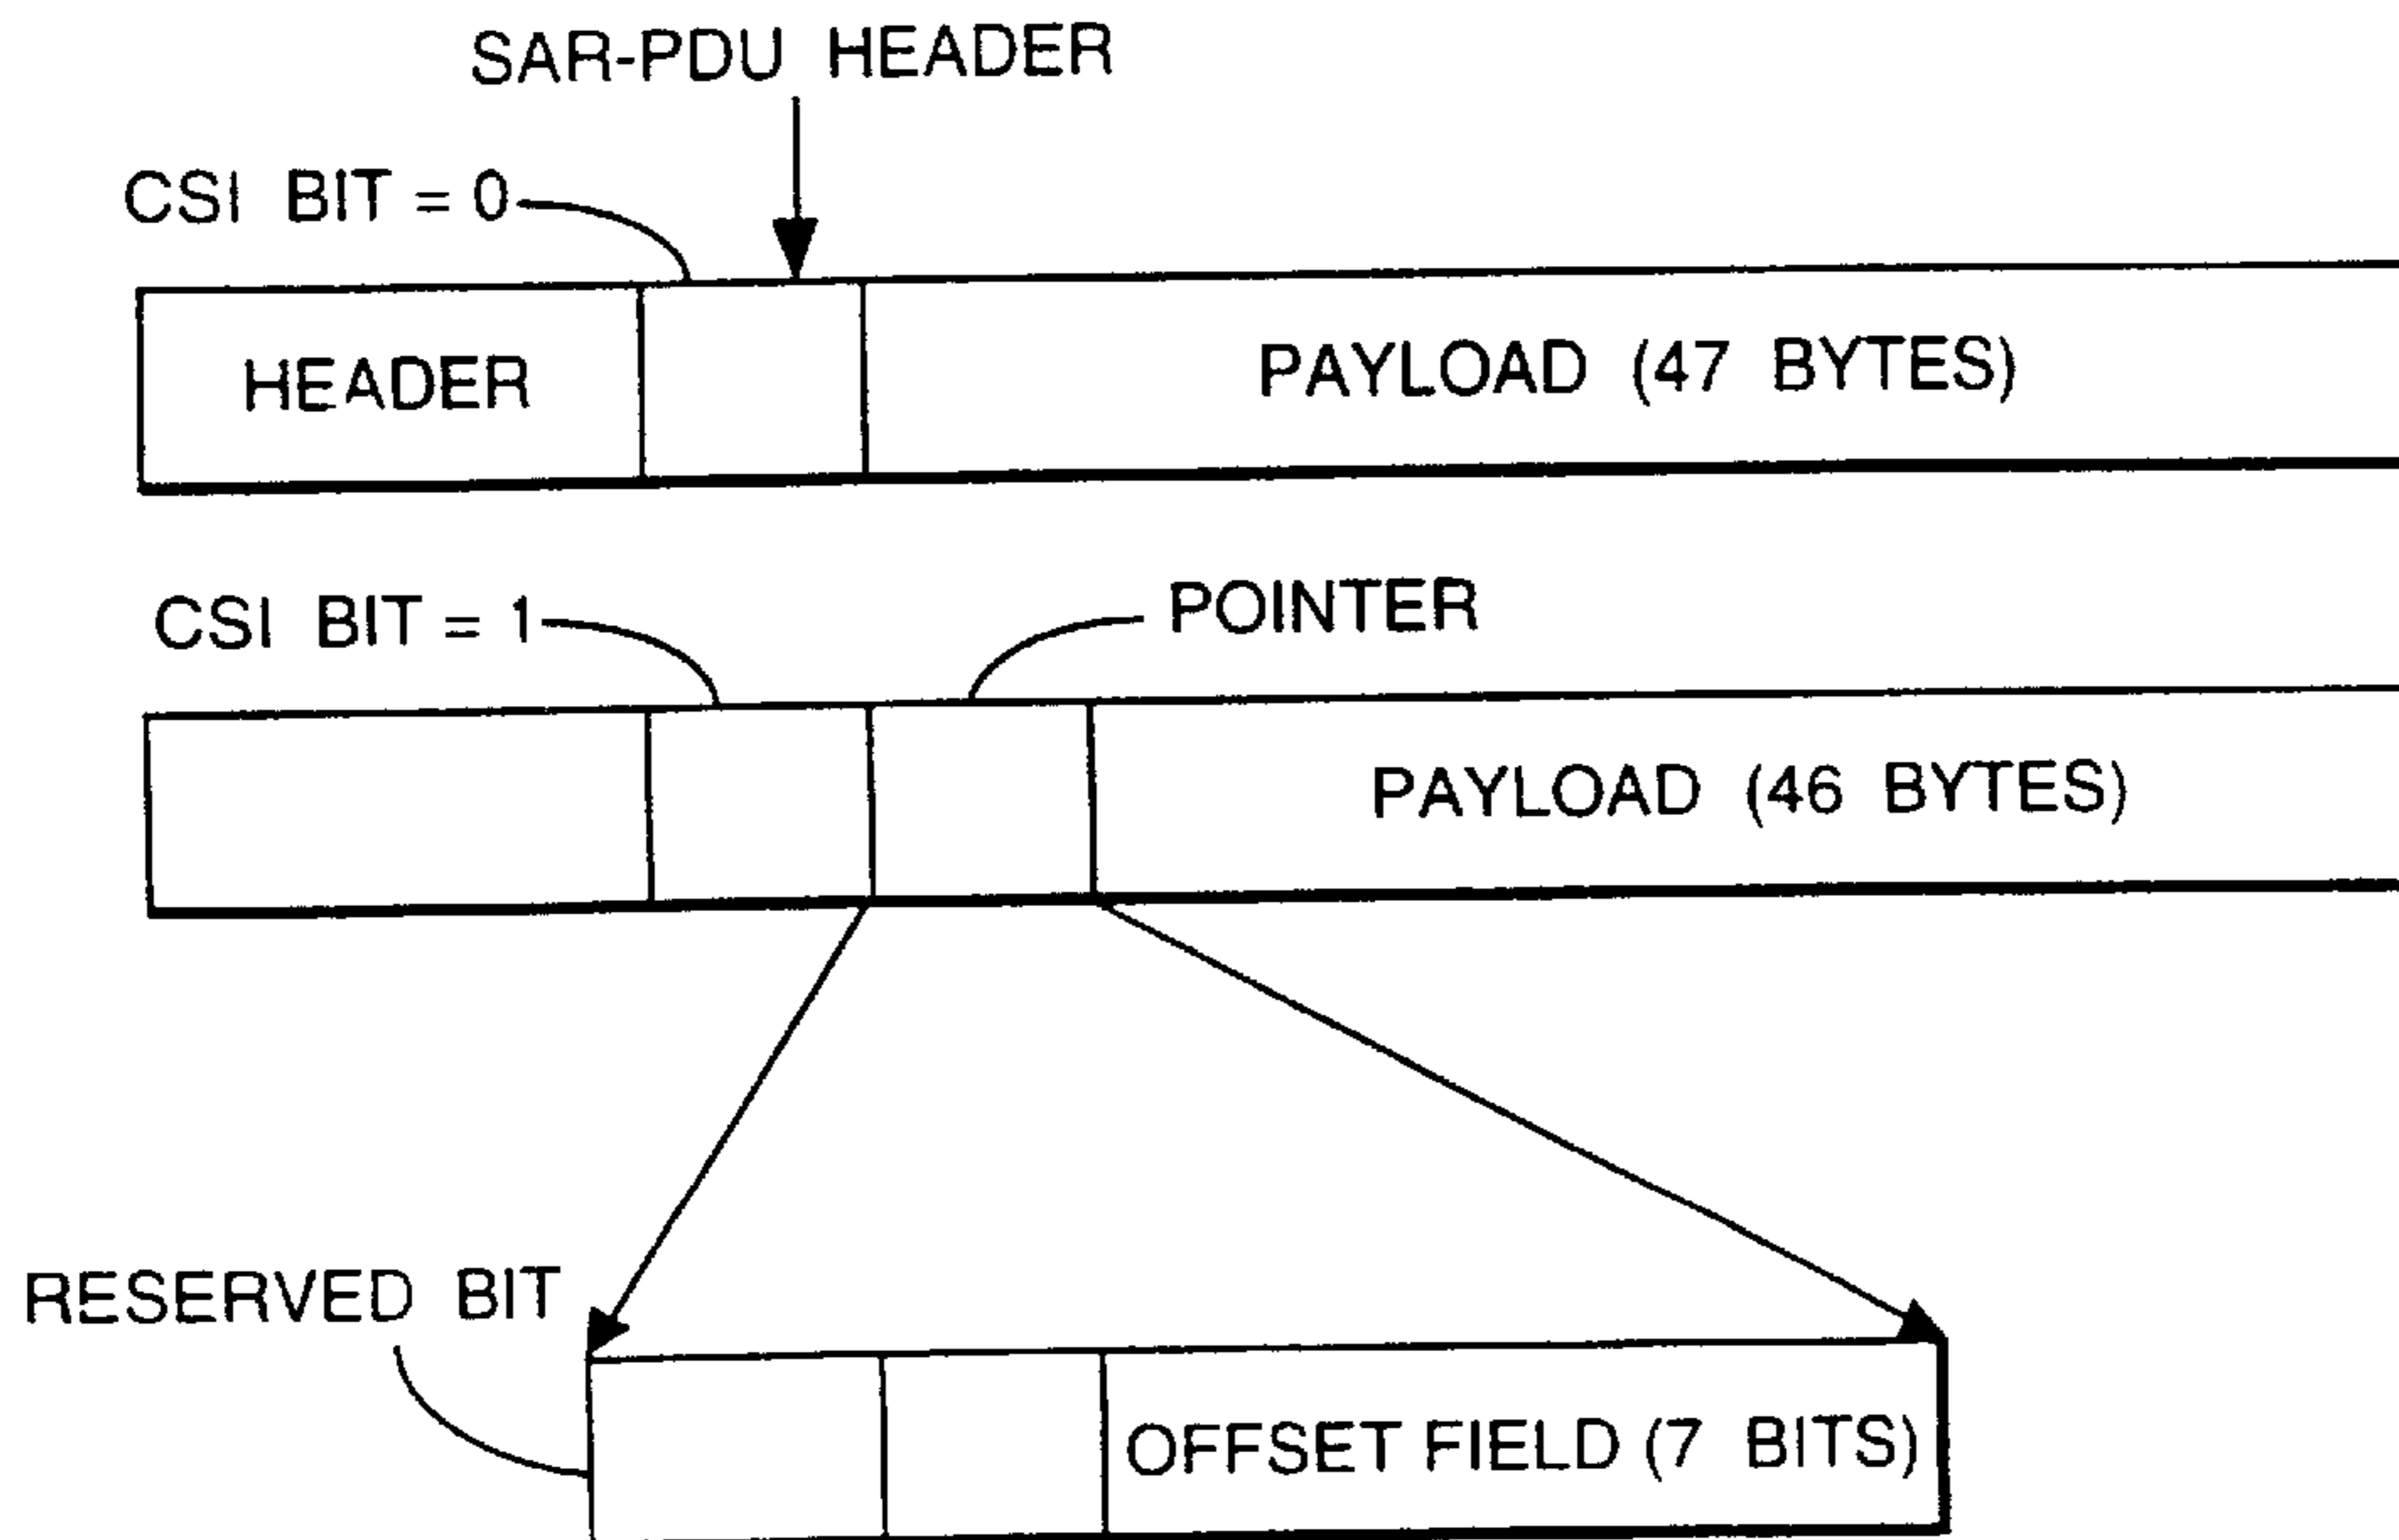 SAR-PDU HEADER
CSI BIT = 0
HEADER
PAYLOAD (47 BYTES)
CSI BIT = 1
POINTER
PAYLOAD (46 BYTES)
RESERVED BIT
OFFSET FIELD (7 BITS)